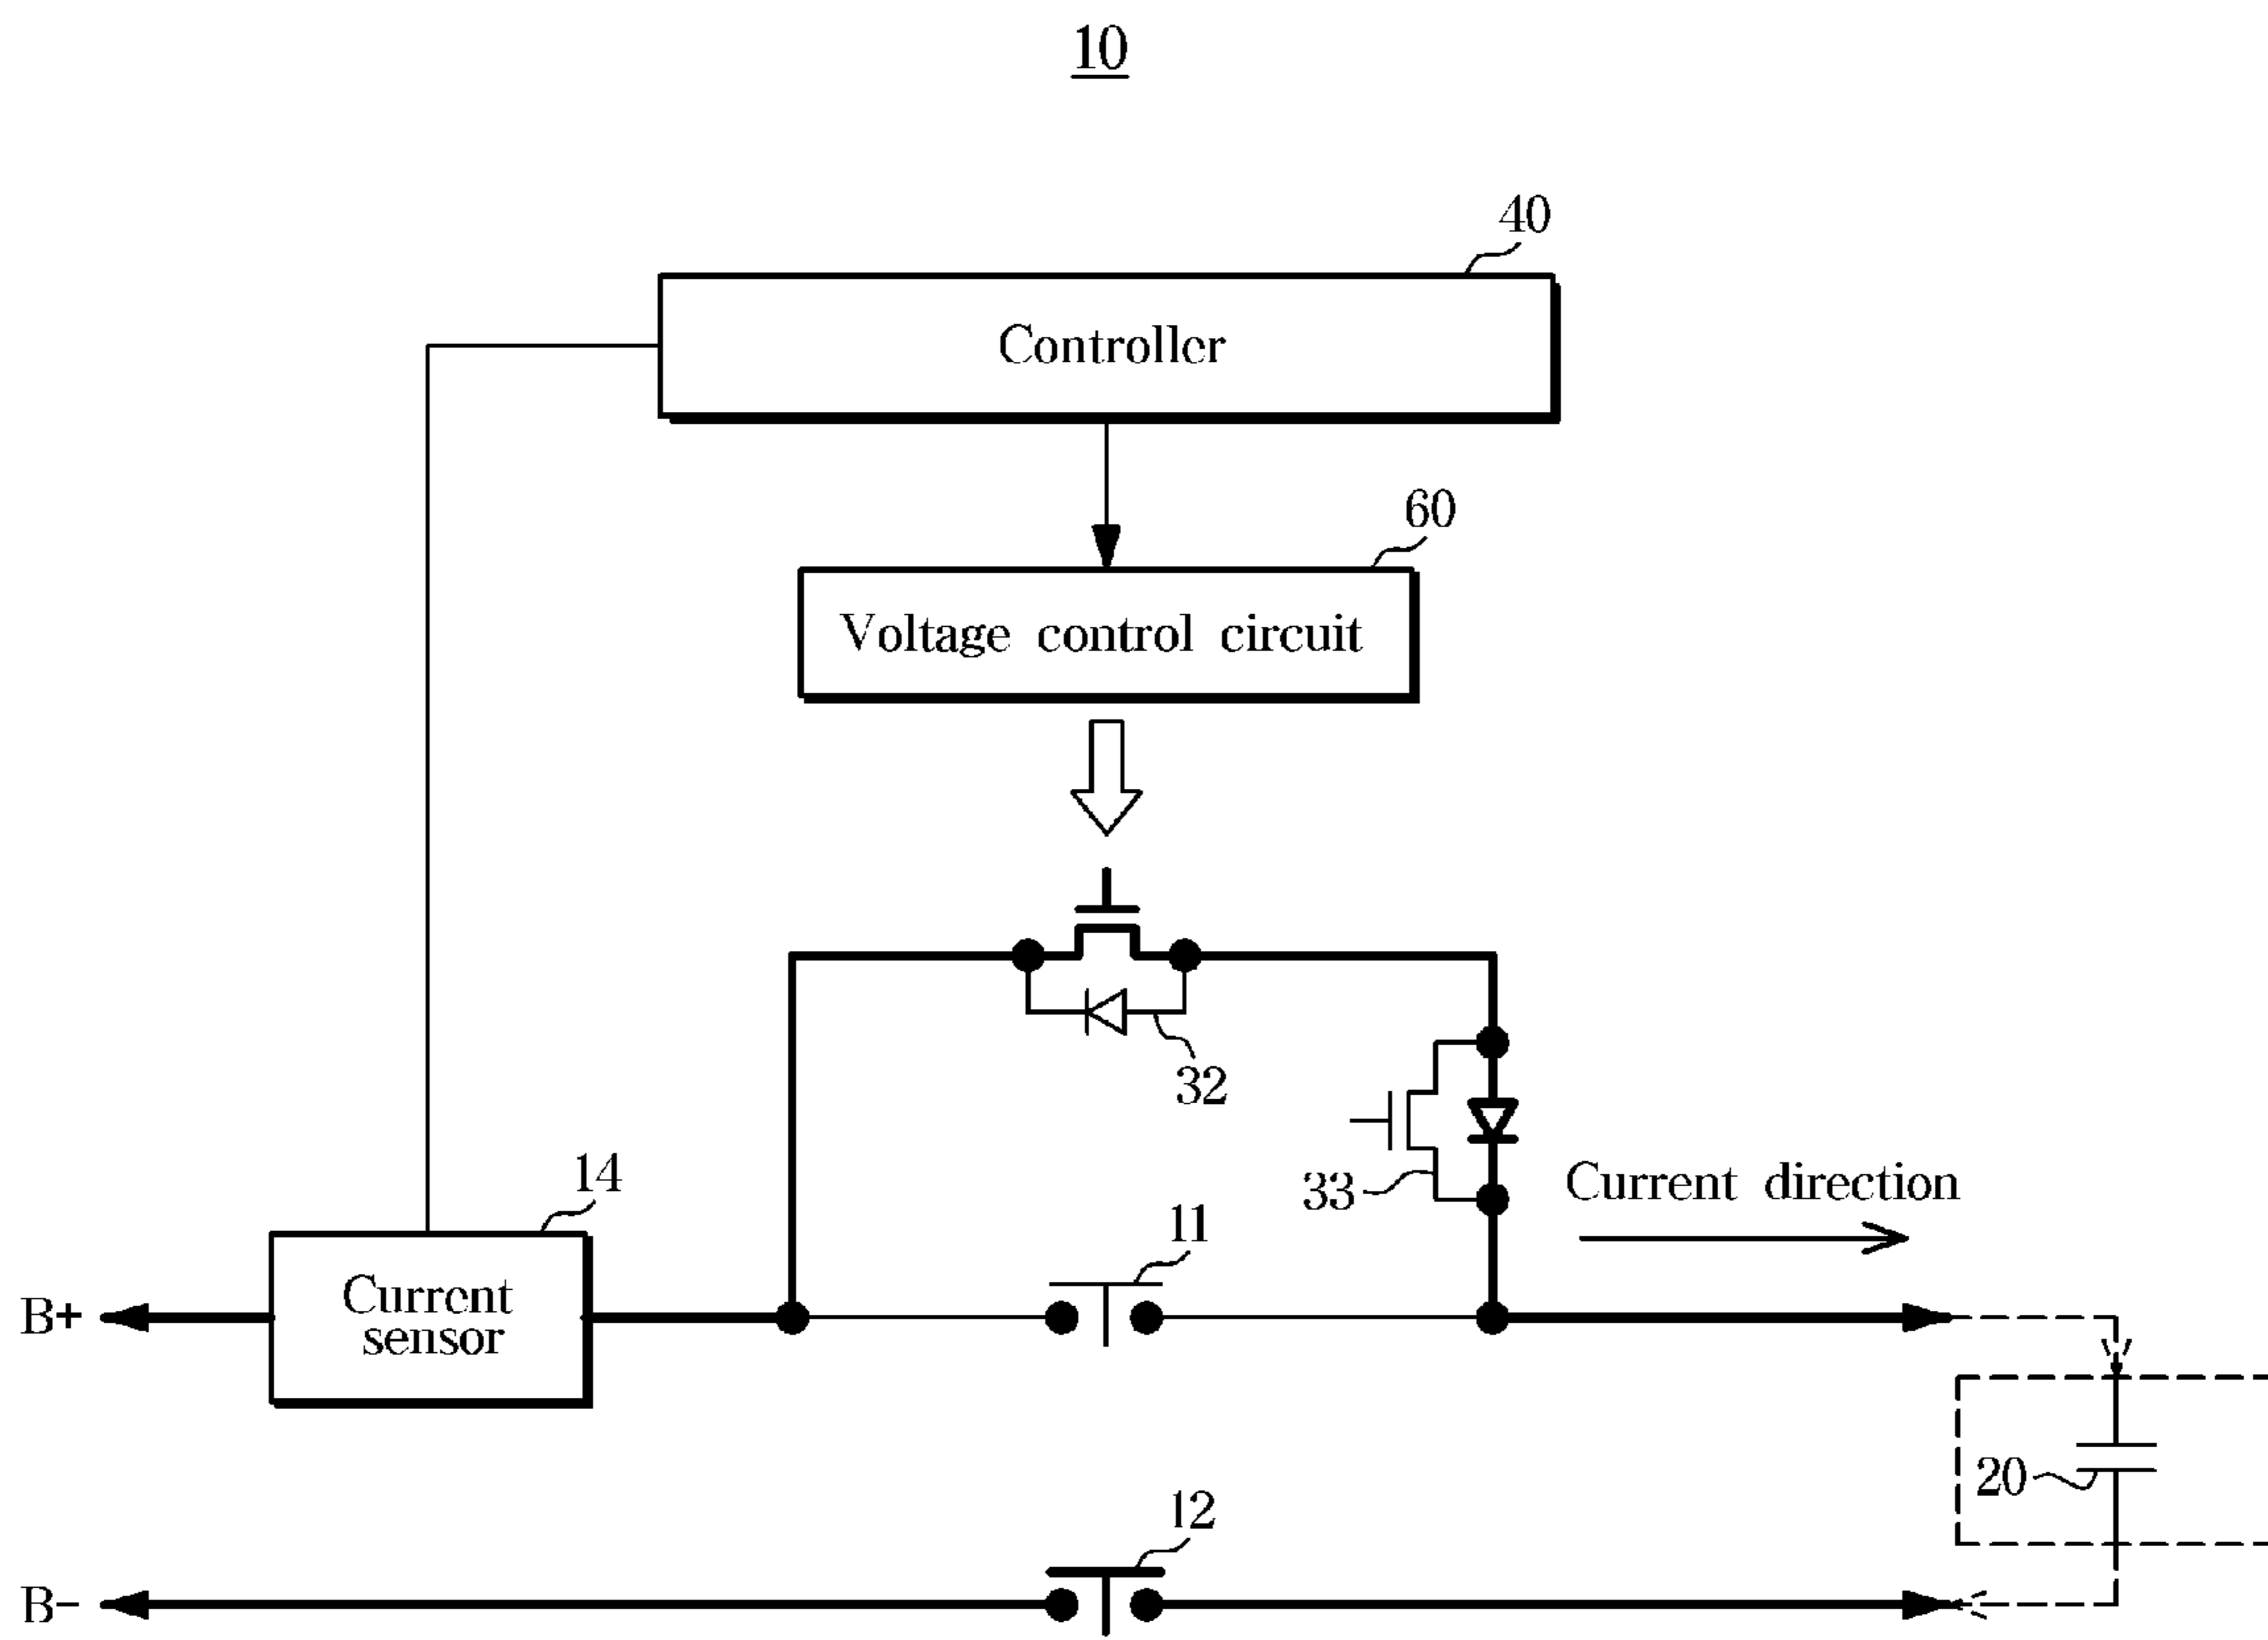 10
40
Controller
60
Voltage control circuit
32
33
Current direction
14
11
Current
sensor
B+
20
12
B-